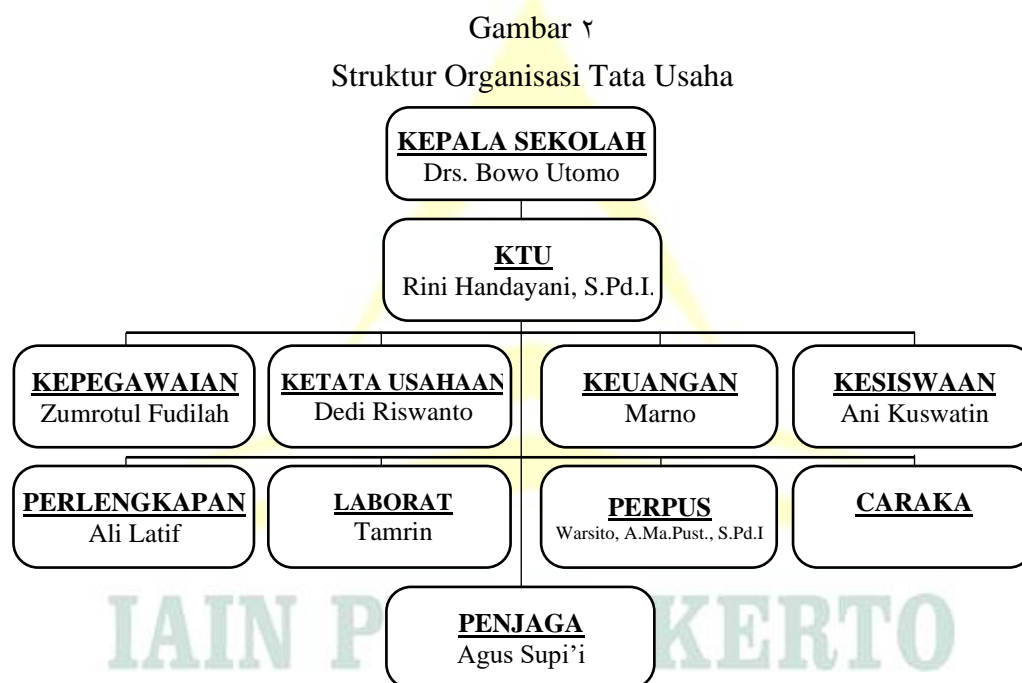 Gambar ٢
Struktur Organisasi Tata Usaha
KEPALA SEKOLAH
Drs. Bowo Utomo
KTU
Rini Handayani, S.Pd.I.
KEPEGAWAIAN
Zumrotul Fudilah
KETATA USAHAAN
Dedi Riswanto
KEUANGAN
Marno
KESISWAAN
Ani Kuswatin
PERLENGKAPAN
Ali Latif
LABORAT
Tamrin
PERPUS
Warsito, A.Ma.Pust., S.Pd.I
CARAKA
PENJAGA
Agus Supi’i
IAIN P KERTO